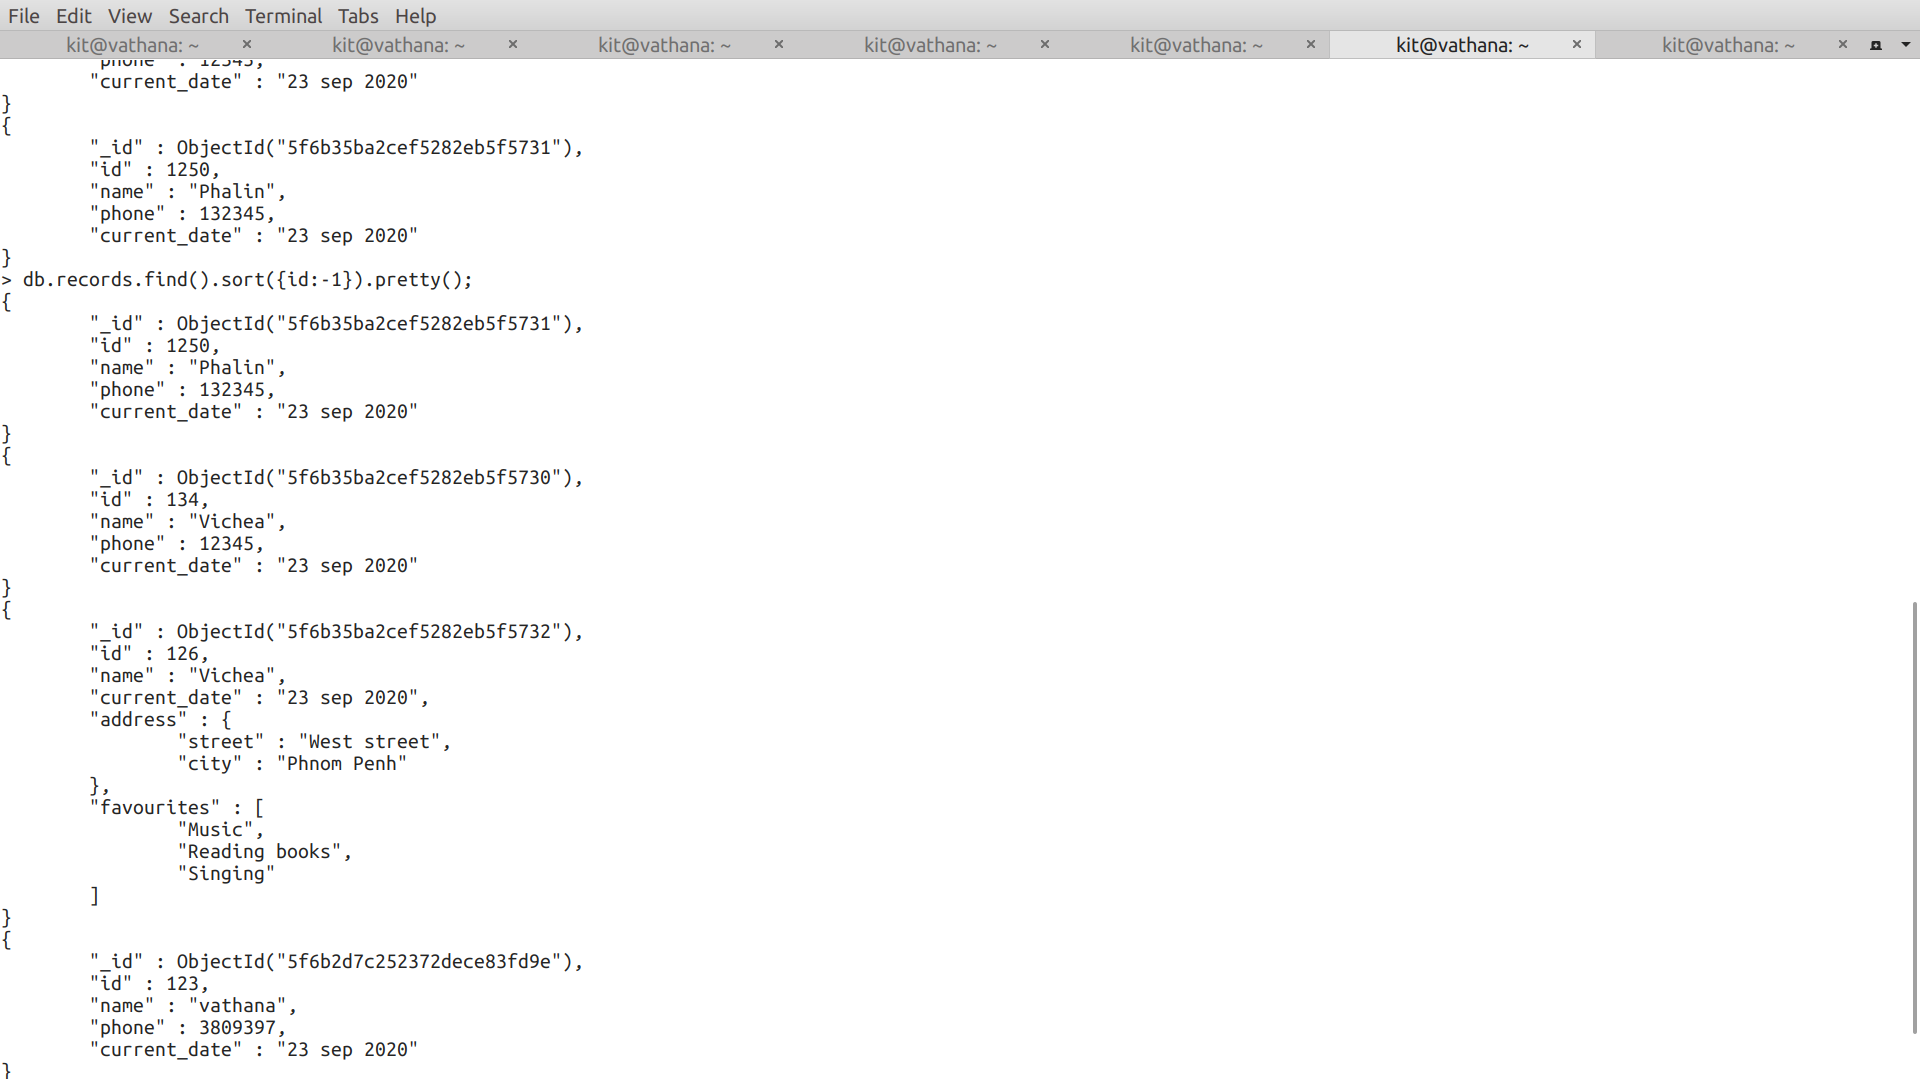 File Edit View Search Terminal Tabs Help
kit@vathana: ~ × kit@vathana: ~ × kit@vathana: ~ × kit@vathana: ~ × kit@vathana: ~ × kit@vathana: ~ × kit@vathana: ~ ×
"phone" : 12345,
"current_date" : "23 sep 2020"
}
{
"_id" : ObjectId("5f6b35ba2cef5282eb5f5731"),
"id" : 1250,
"name" : "Phalin",
"phone" : 132345,
"current_date" : "23 sep 2020"
}
> db.records.find().sort({id:-1}).pretty();
{
"_id" : ObjectId("5f6b35ba2cef5282eb5f5731"),
"id" : 1250,
"name" : "Phalin",
"phone" : 132345,
"current_date" : "23 sep 2020"
}
{
"_id" : ObjectId("5f6b35ba2cef5282eb5f5730"),
"id" : 134,
"name" : "Vichea",
"phone" : 12345,
"current_date" : "23 sep 2020"
}
{
"_id" : ObjectId("5f6b35ba2cef5282eb5f5732"),
"id" : 126,
"name" : "Vichea",
"current_date" : "23 sep 2020",
"address" : {
"street" : "West street",
"city" : "Phnom Penh"
},
"favourites" : [
"Music",
"Reading books",
"Singing"
]
}
{
"_id" : ObjectId("5f6b2d7c252372dece83fd9e"),
"id" : 123,
"name" : "vathana",
"phone" : 3809397,
"current_date" : "23 sep 2020"
}